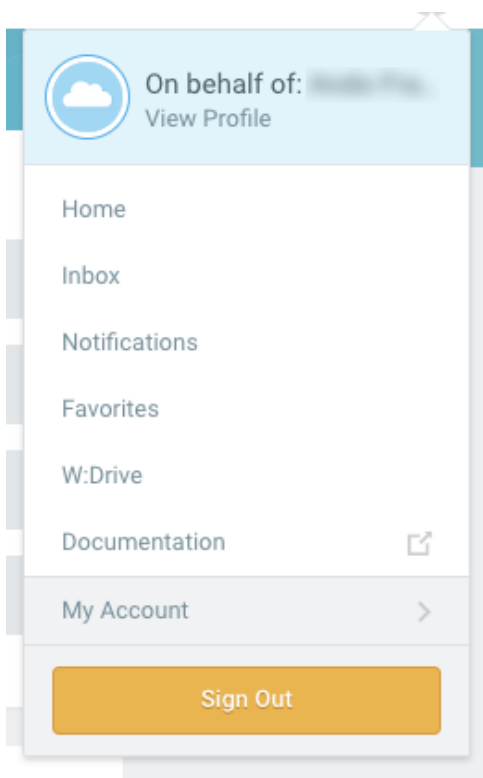 On behalf of:
View Profile
Home
Inbox
Notifications
Favorites
W:Drive
Documentation
My Account
Sign Out